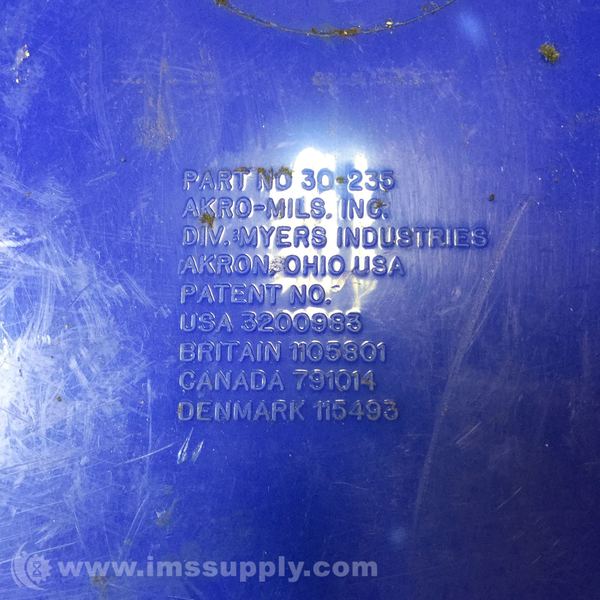 PART NO 30-235
AKRO-MILS. INC.
DIV. MYERS INDUSTRIES
AKRON, OHIO USA
PATENT NO.
USA 3200983
BRITAIN 1105801
CANADA 791014
DENMARK 115493
www.imssupply.com